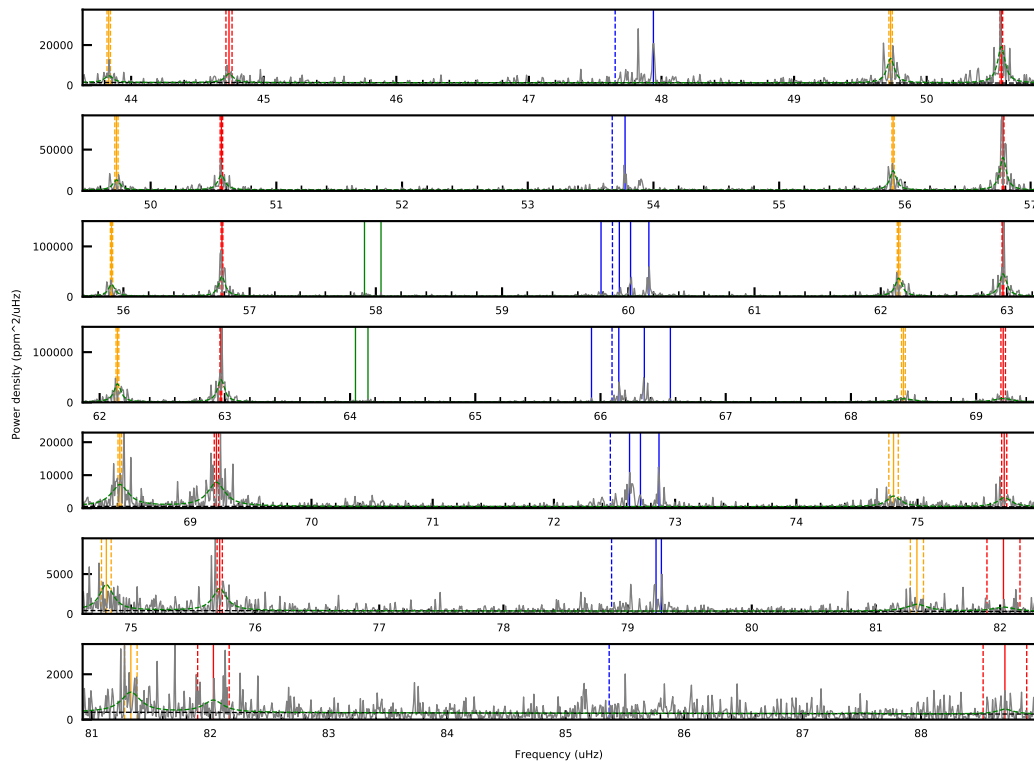 20000
0
44 45 46 47 48 49 50
50000
0
50 51 52 53 54 55 56 57
100000
0
56 57 58 59 60 61 62 63
100000
0
62 63 64 65 66 67 68 69
20000
10000
0
69 70 71 72 73 74 75
5000
0
75 76 77 78 79 80 81 82
2000
0
81 82 83 84 85 86 87 88
Power density (ppm^2/uHz)
Frequency (uHz)